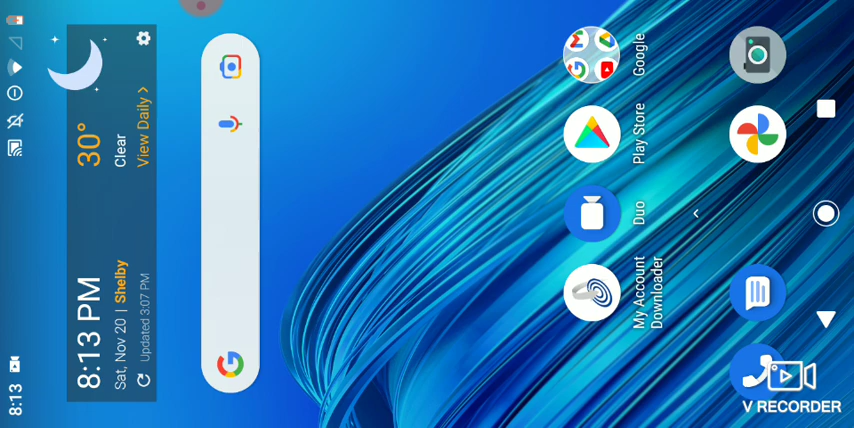 8:13
8:13 PM
30°
Sat, Nov 20 | Shelby
Clear
Updated 3:07 PM
View Daily >
Google
Play Store
Duo
My Account
Downloader
V RECORDER